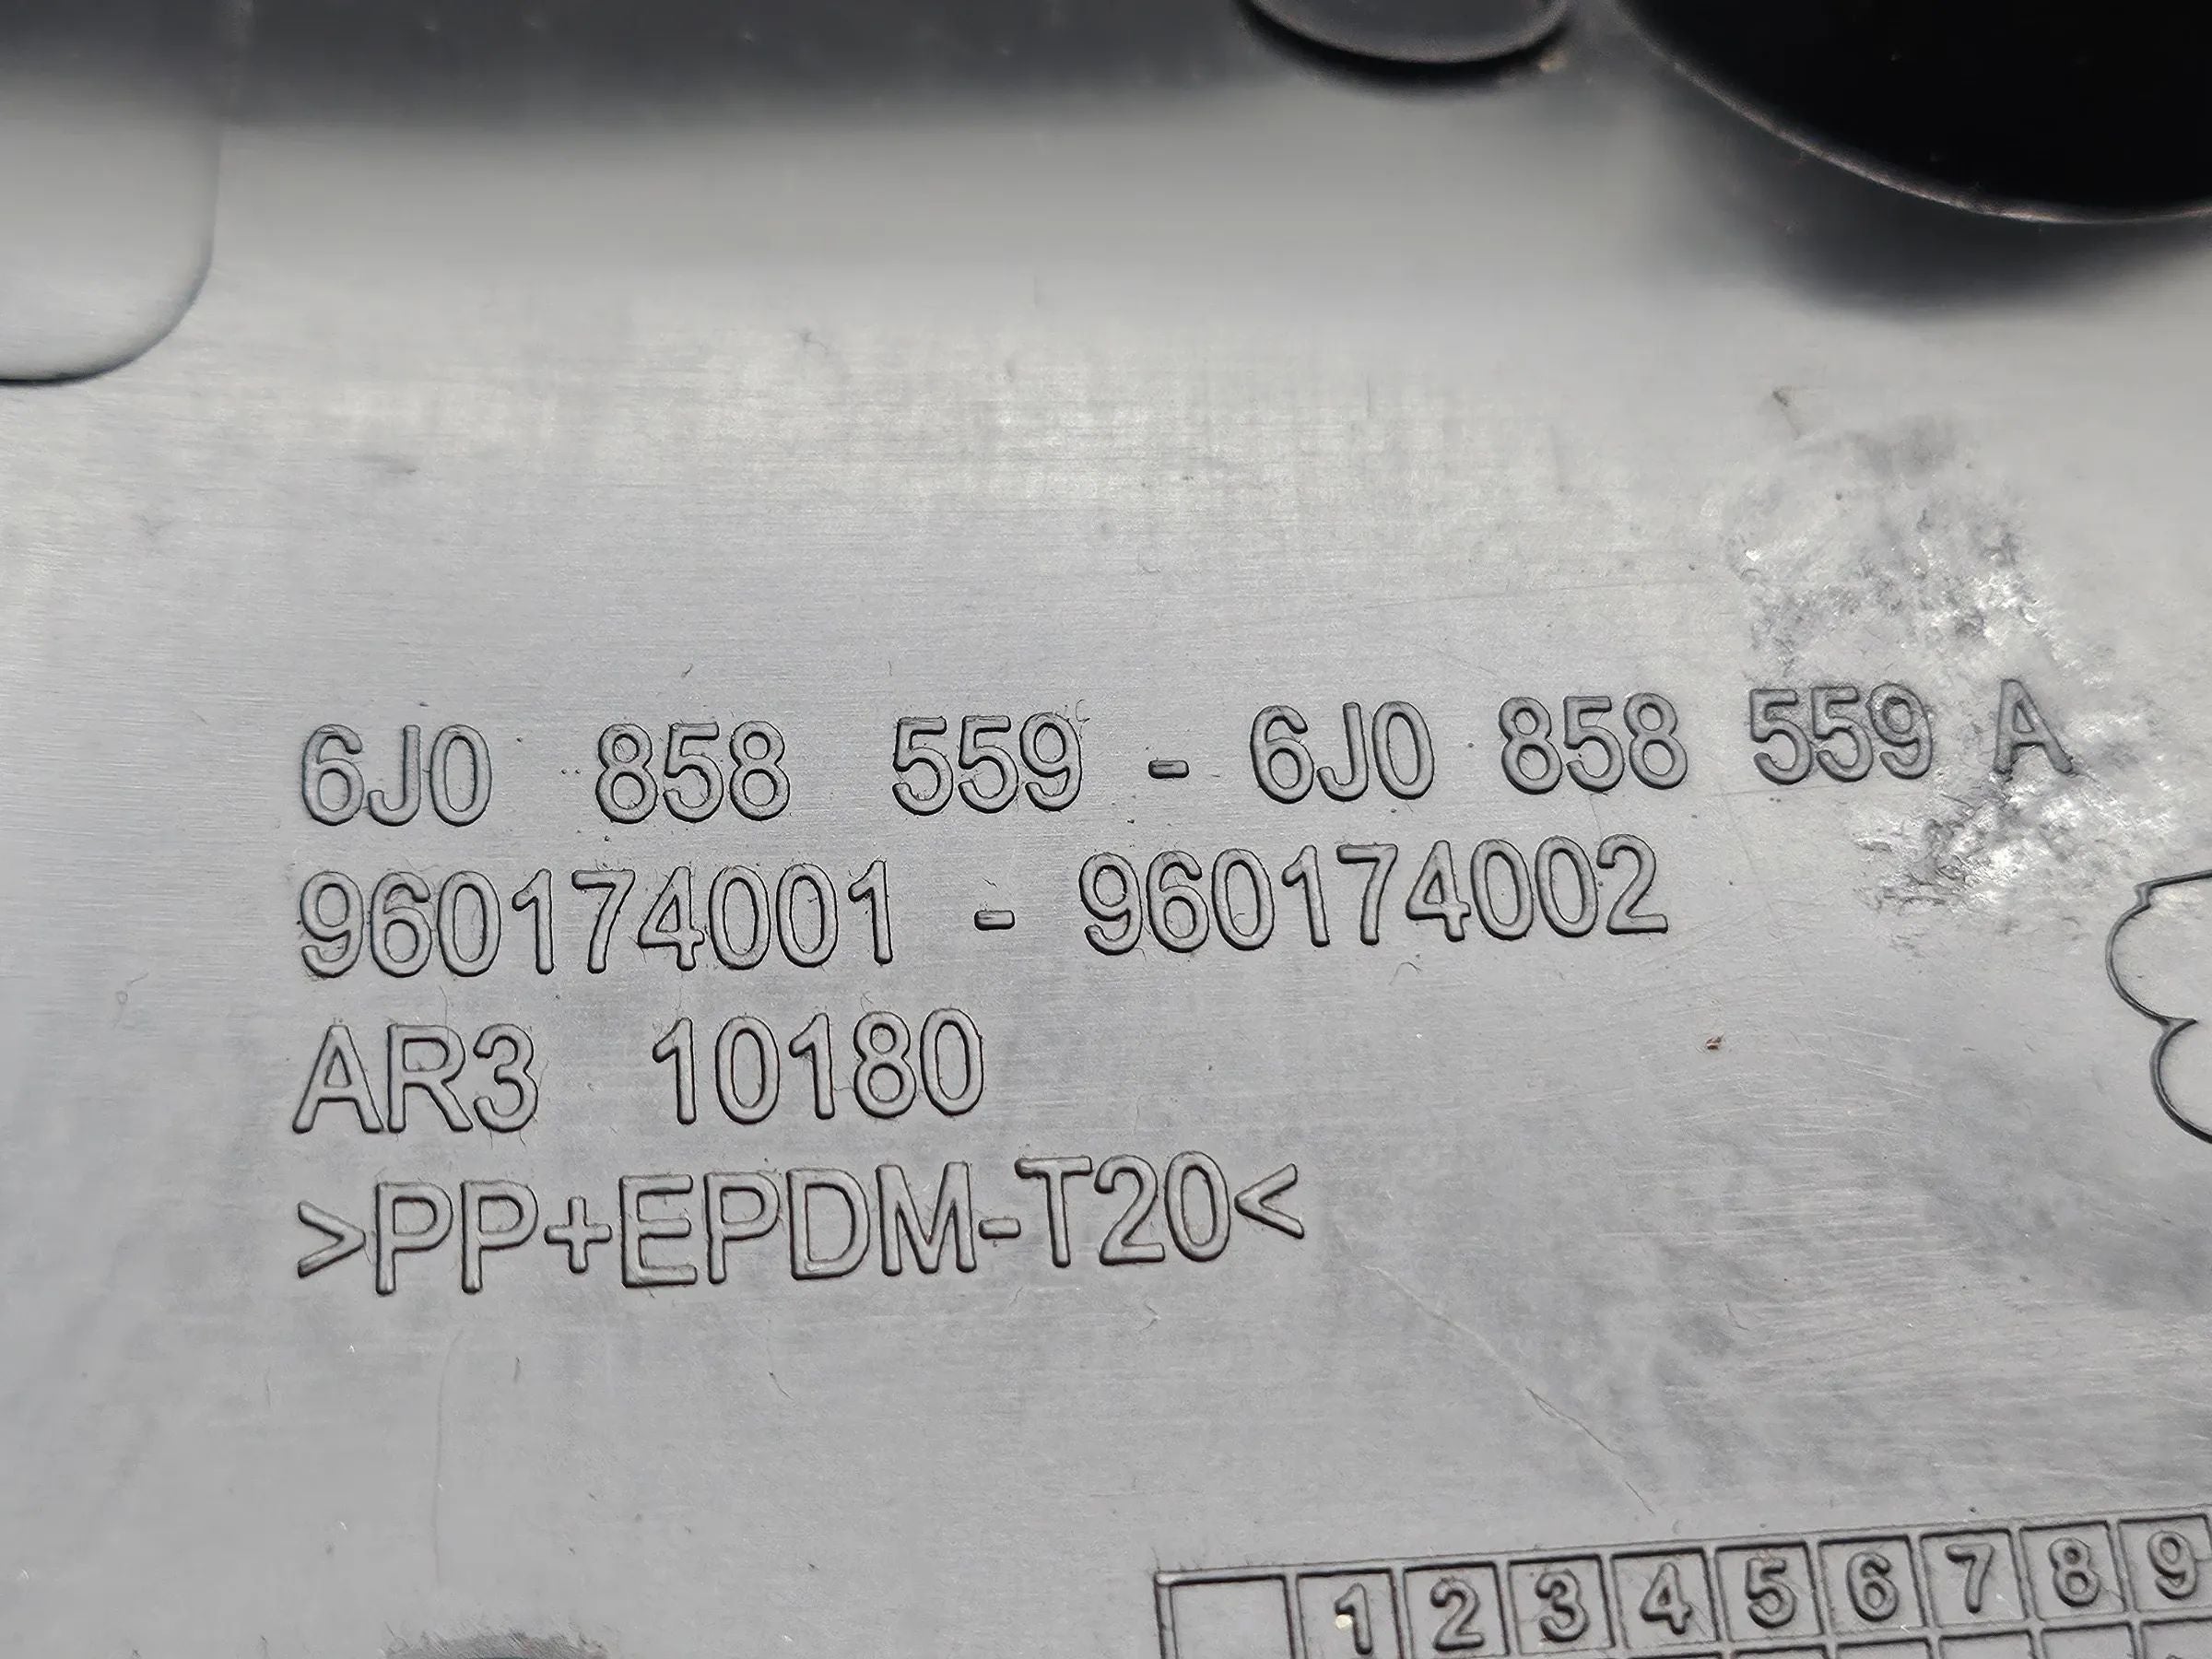 6J0 858 559 - 6J0 858 559 A
960174001 - 960174002
AR3 10180
>PP+EPDM-T20<
1 2 3 4 5 6 7 8 9